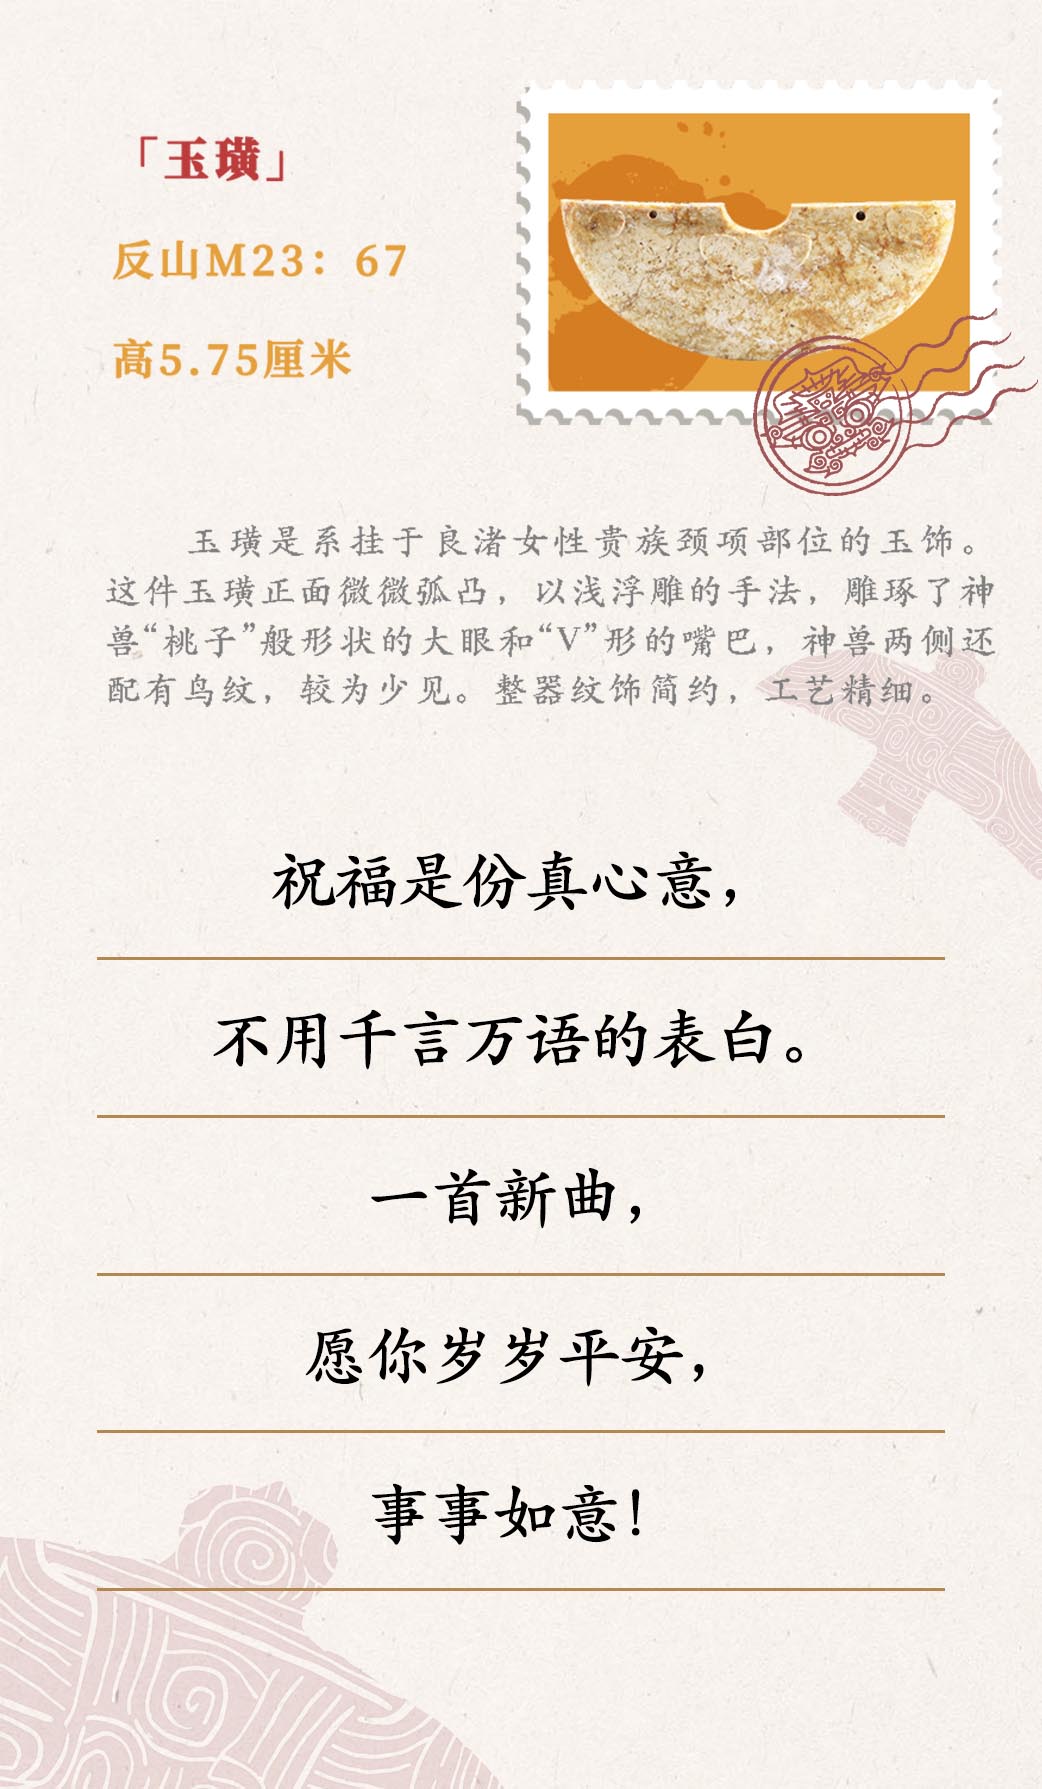 「玉璜」
反山M23：67
高5.75厘米
玉璜是系挂于良渚女性贵族颈项部位的玉饰。
这件玉璜正面微微弧凸，以浅浮雕的手法，雕琢了神
兽“桃子”般形状的大眼和“V”形的嘴巴，神兽两侧还
配有鸟纹，较为少见。整器纹饰简约，工艺精细。
祝福是份真心意，
不用千言万语的表白。
一首新曲，
愿你岁岁平安，
事事如意！